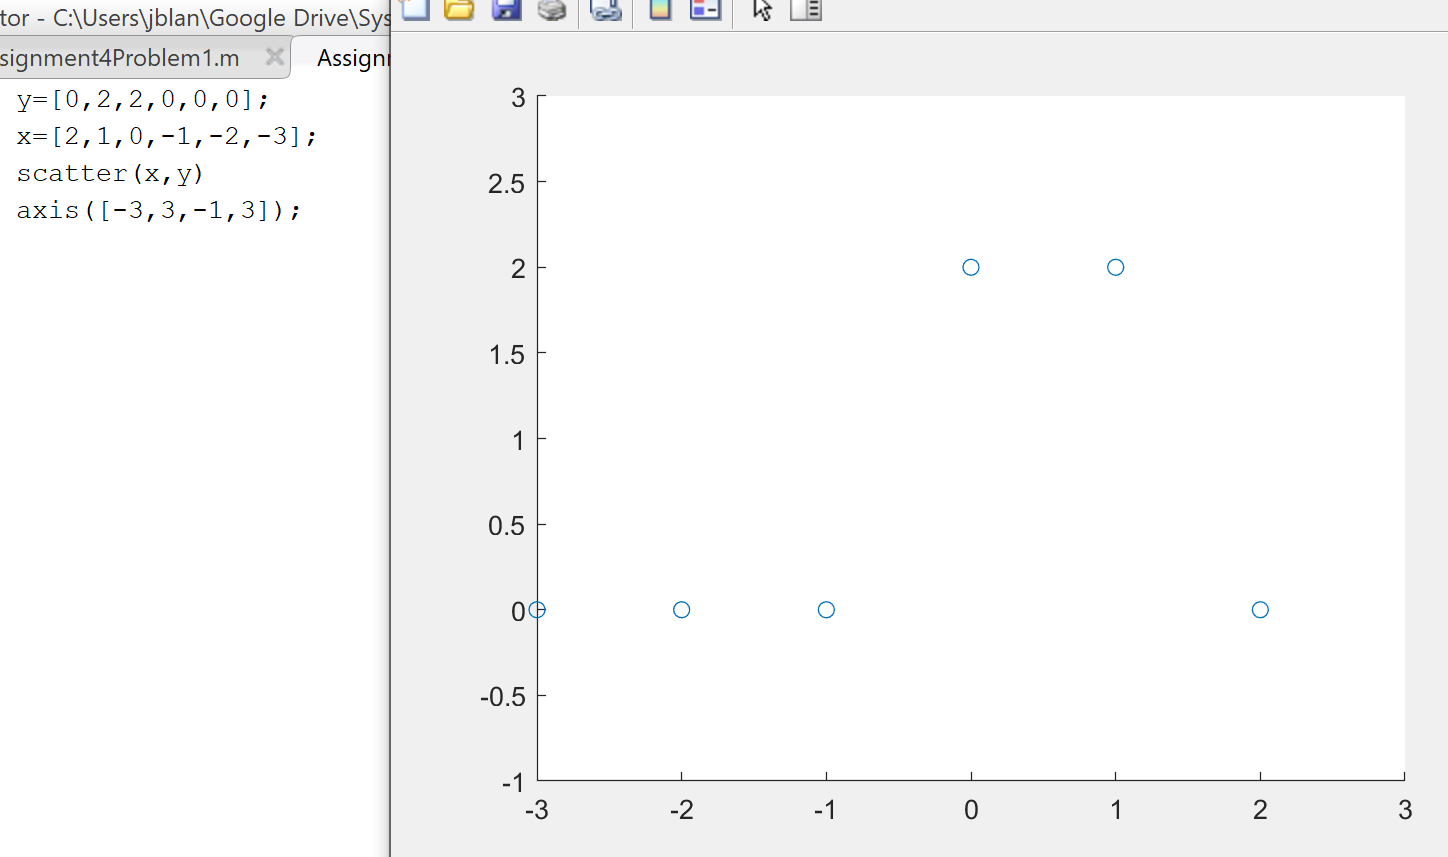 tor - C:\Users\jblan\Google Drive\Sys
signment4Problem1.m
Assignr
y=[0,2,2,0,0,0];
x=[2,1,0,-1,-2,-3];
scatter(x,y)
axis([-3,3,-1,3]);
3
2.5
2
1.5
1
0.5
0
-0.5
-1
-3 -2 -1 0 1 2 3